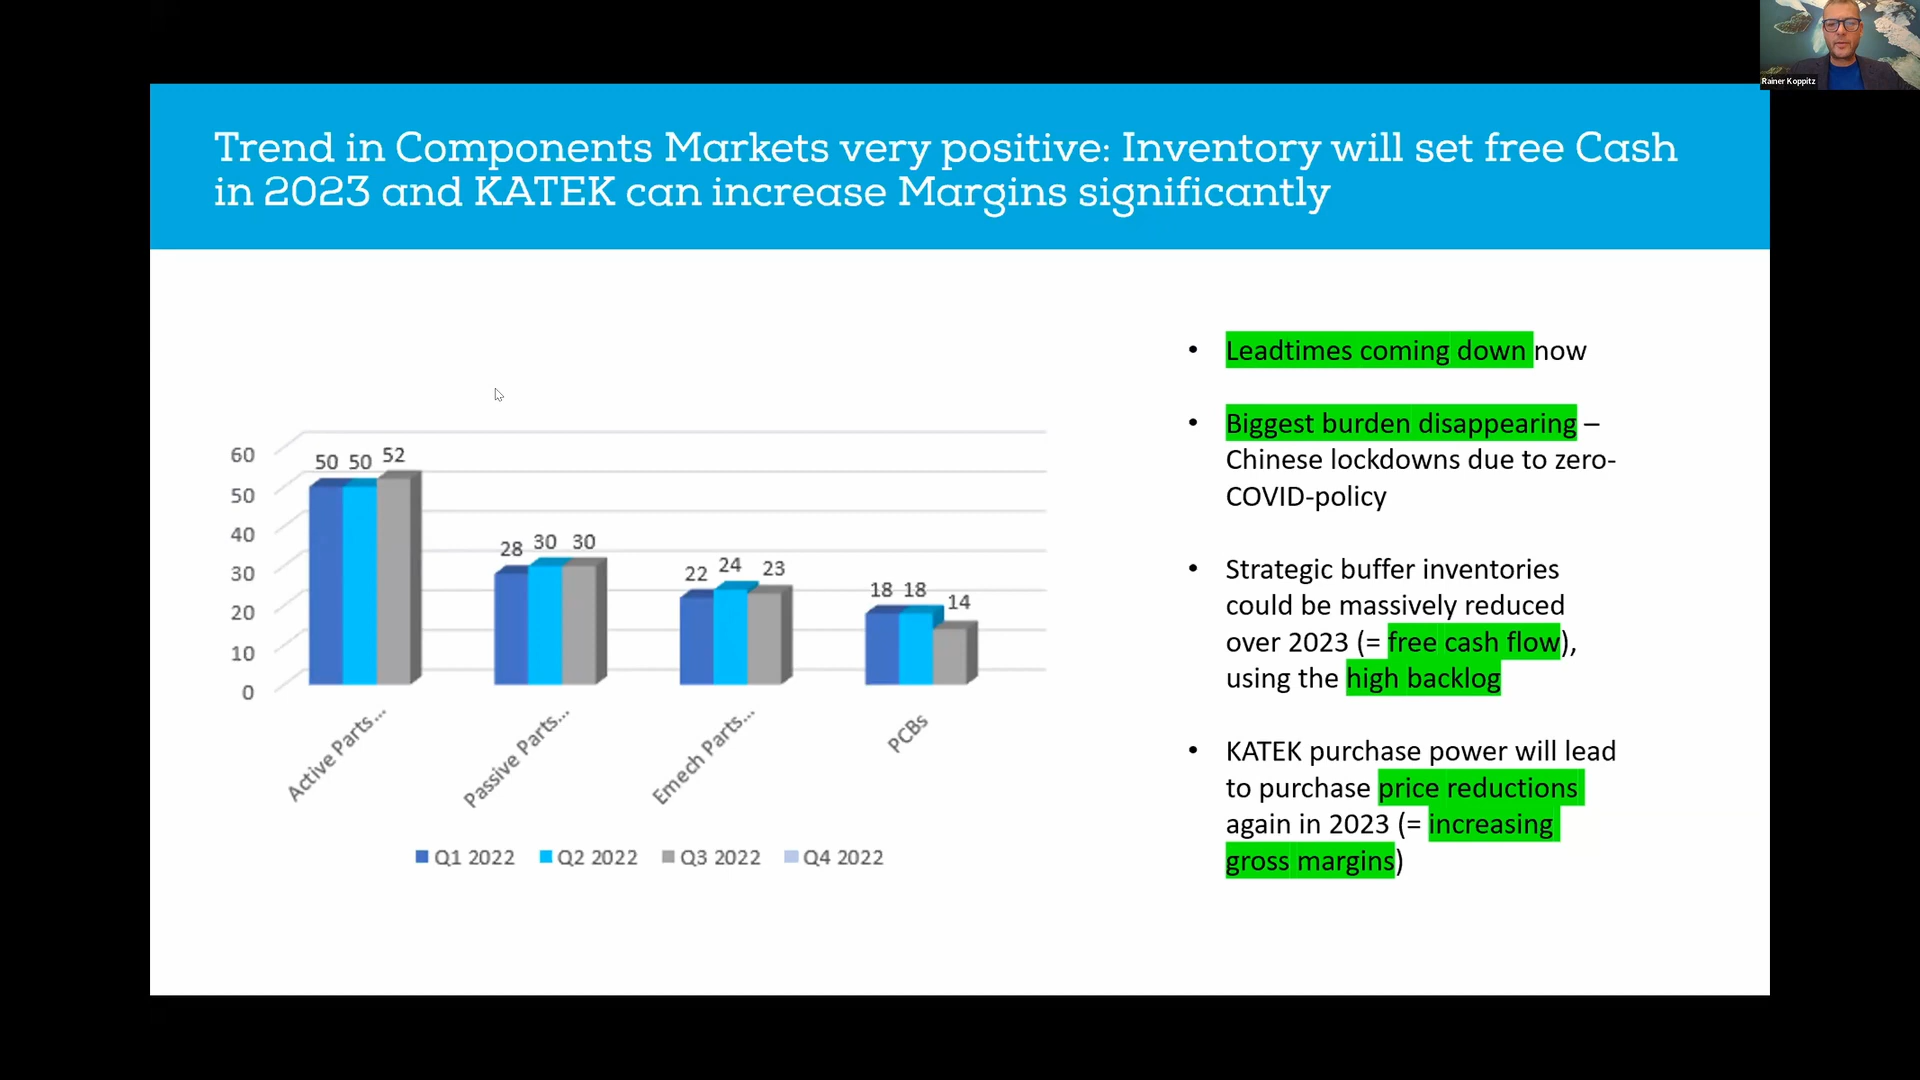 Rainer Koppitz
Trend in Components Markets very positive: Inventory will set free Cash
in 2023 and KATEK can increase Margins significantly
60
50
40
30
20
10
0
50 50 52
28 30 30
22 24 23
18 18 14
Active Parts...
Passive Parts...
Emech Parts...
PCBs
Q1 2022 Q2 2022 Q3 2022 Q4 2022
• Leadtimes coming down now
• Biggest burden disappearing –
Chinese lockdowns due to zero-
COVID-policy
• Strategic buffer inventories
could be massively reduced
over 2023 (= free cash flow),
using the high backlog
• KATEK purchase power will lead
to purchase price reductions
again in 2023 (= increasing
gross margins)